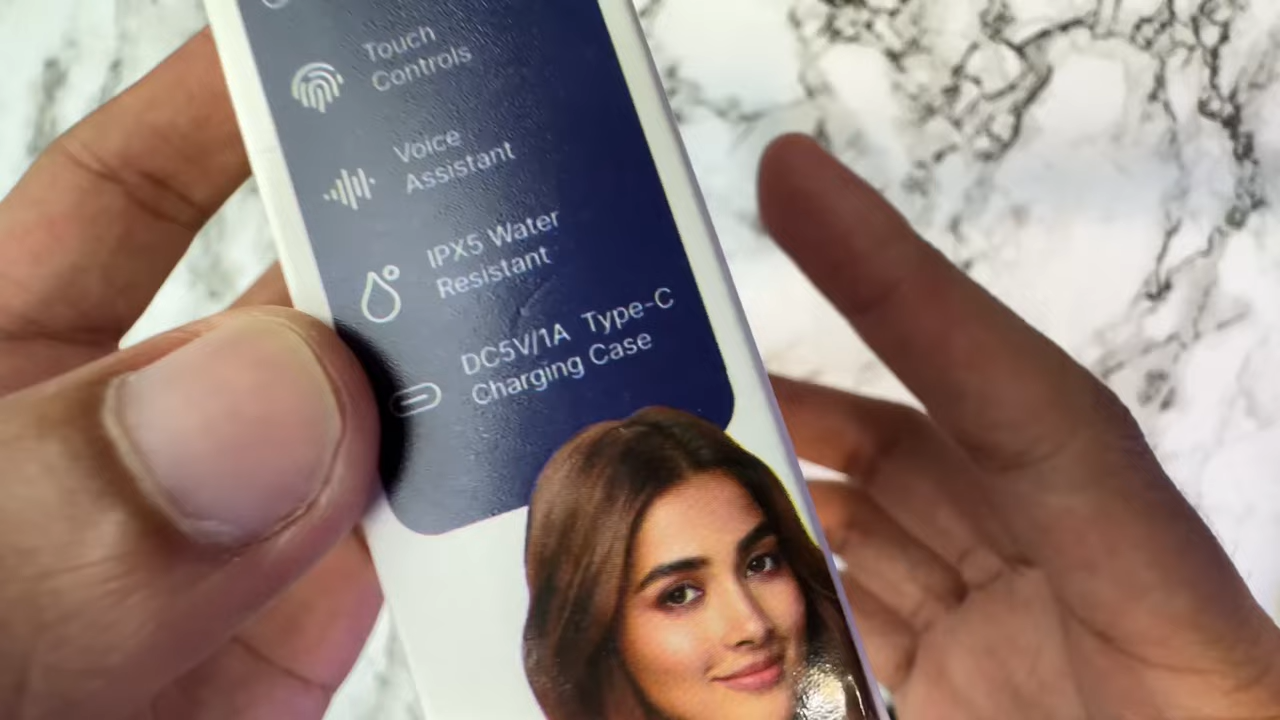 Touch
Controls
Voice
Assistant
IPX5 Water
Resistant
DC5V/1A Type-C
Charging Case